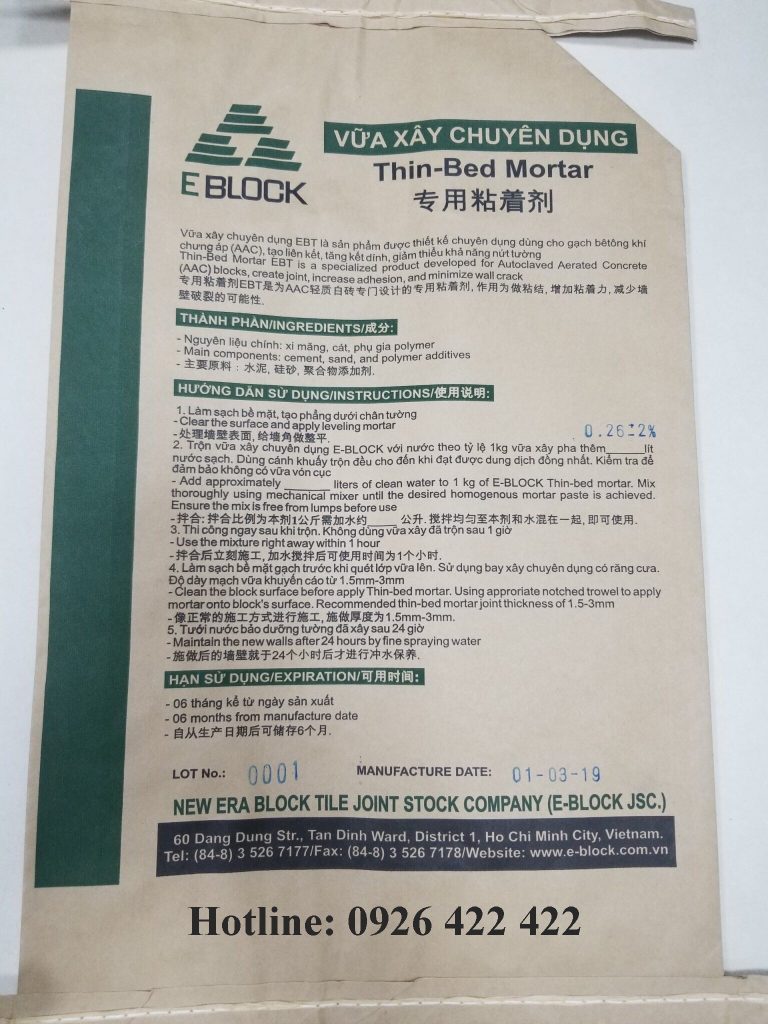 E BLOCK
VỮA XÂY CHUYÊN DỤNG
Thin-Bed Mortar
专用粘着剂
Vữa xây chuyên dụng EBT là sản phẩm được thiết kế chuyên dụng dùng cho gạch bêtông khí
chưng áp (AAC), tạo liên kết, tăng kết dính, giảm thiểu khả năng nứt tường
Thin-Bed Mortar EBT is a specialized product developed for Autoclaved Aerated Concrete
(AAC) blocks, create joint, increase adhesion, and minimize wall crack
专用粘着剂EBT是为AAC轻质白砖专门设计的专用粘着剂, 作用为做粘结, 增加粘着力, 减少墙
壁破裂的可能性.
THÀNH PHẦN/INGREDIENTS/成分:
- Nguyên liệu chính: xi măng, cát, phụ gia polymer
- Main components: cement, sand, and polymer additives
- 主要原料：水泥, 硅砂, 聚合物添加剂.
HƯỚNG DẪN SỬ DỤNG/INSTRUCTIONS/使用说明:
1. Làm sạch bề mặt, tạo phẳng dưới chân tường
- Clear the surface and apply leveling mortar
- 处理墙壁表面, 给墙角做整平.
0.26±2%
2. Trộn vữa xây chuyên dụng E-BLOCK với nước theo tỷ lệ 1kg vữa xây pha thêm______lít
nước sạch. Dùng cánh khuấy trộn đều cho đến khi đạt được dung dịch đồng nhất. Kiểm tra để
đảm bảo không có vữa vón cục
- Add approximately ______ liters of clean water to 1 kg of E-BLOCK Thin-bed mortar. Mix
thoroughly using mechanical mixer until the desired homogenous mortar paste is achieved.
Ensure the mix is free from lumps before use
- 拌合: 拌合比例为本剂1公斤需加水约_____ 公升. 搅拌均匀至本剂和水混在一起, 即可使用.
3. Thi công ngay sau khi trộn. Không dùng vữa xây đã trộn sau 1 giờ
- Use the mixture right away within 1 hour
- 拌合后立刻施工, 加水搅拌后可使用时间为1个小时.
4. Làm sạch bề mặt gạch trước khi quét lớp vữa lên. Sử dụng bay xây chuyên dụng có răng cưa.
Độ dày mạch vữa khuyến cáo từ 1.5mm-3mm
- Clean the block surface before apply Thin-bed mortar. Using approriate notched trowel to apply
mortar onto block's surface. Recommended thin-bed mortar joint thickness of 1.5-3mm
- 像正常的施工方式进行施工, 施做厚度为1.5mm-3mm.
5. Tưới nước bảo dưỡng tường đã xây sau 24 giờ
- Maintain the new walls after 24 hours by fine spraying water
- 施做后的墙壁就于24个小时后才进行冲水保养.
HẠN SỬ DỤNG/EXPIRATION/可用时间:
- 06 tháng kể từ ngày sản xuất
- 06 months from manufacture date
- 自从生产日期后可储存6个月.
LOT No.: 0001 MANUFACTURE DATE: 01-03-19
NEW ERA BLOCK TILE JOINT STOCK COMPANY (E-BLOCK JSC.)
60 Dang Dung Str., Tan Dinh Ward, District 1, Ho Chi Minh City, Vietnam.
Tel: (84-8) 3 526 7177/Fax: (84-8) 3 526 7178/Website: www.e-block.com.vn
Hotline: 0926 422 422